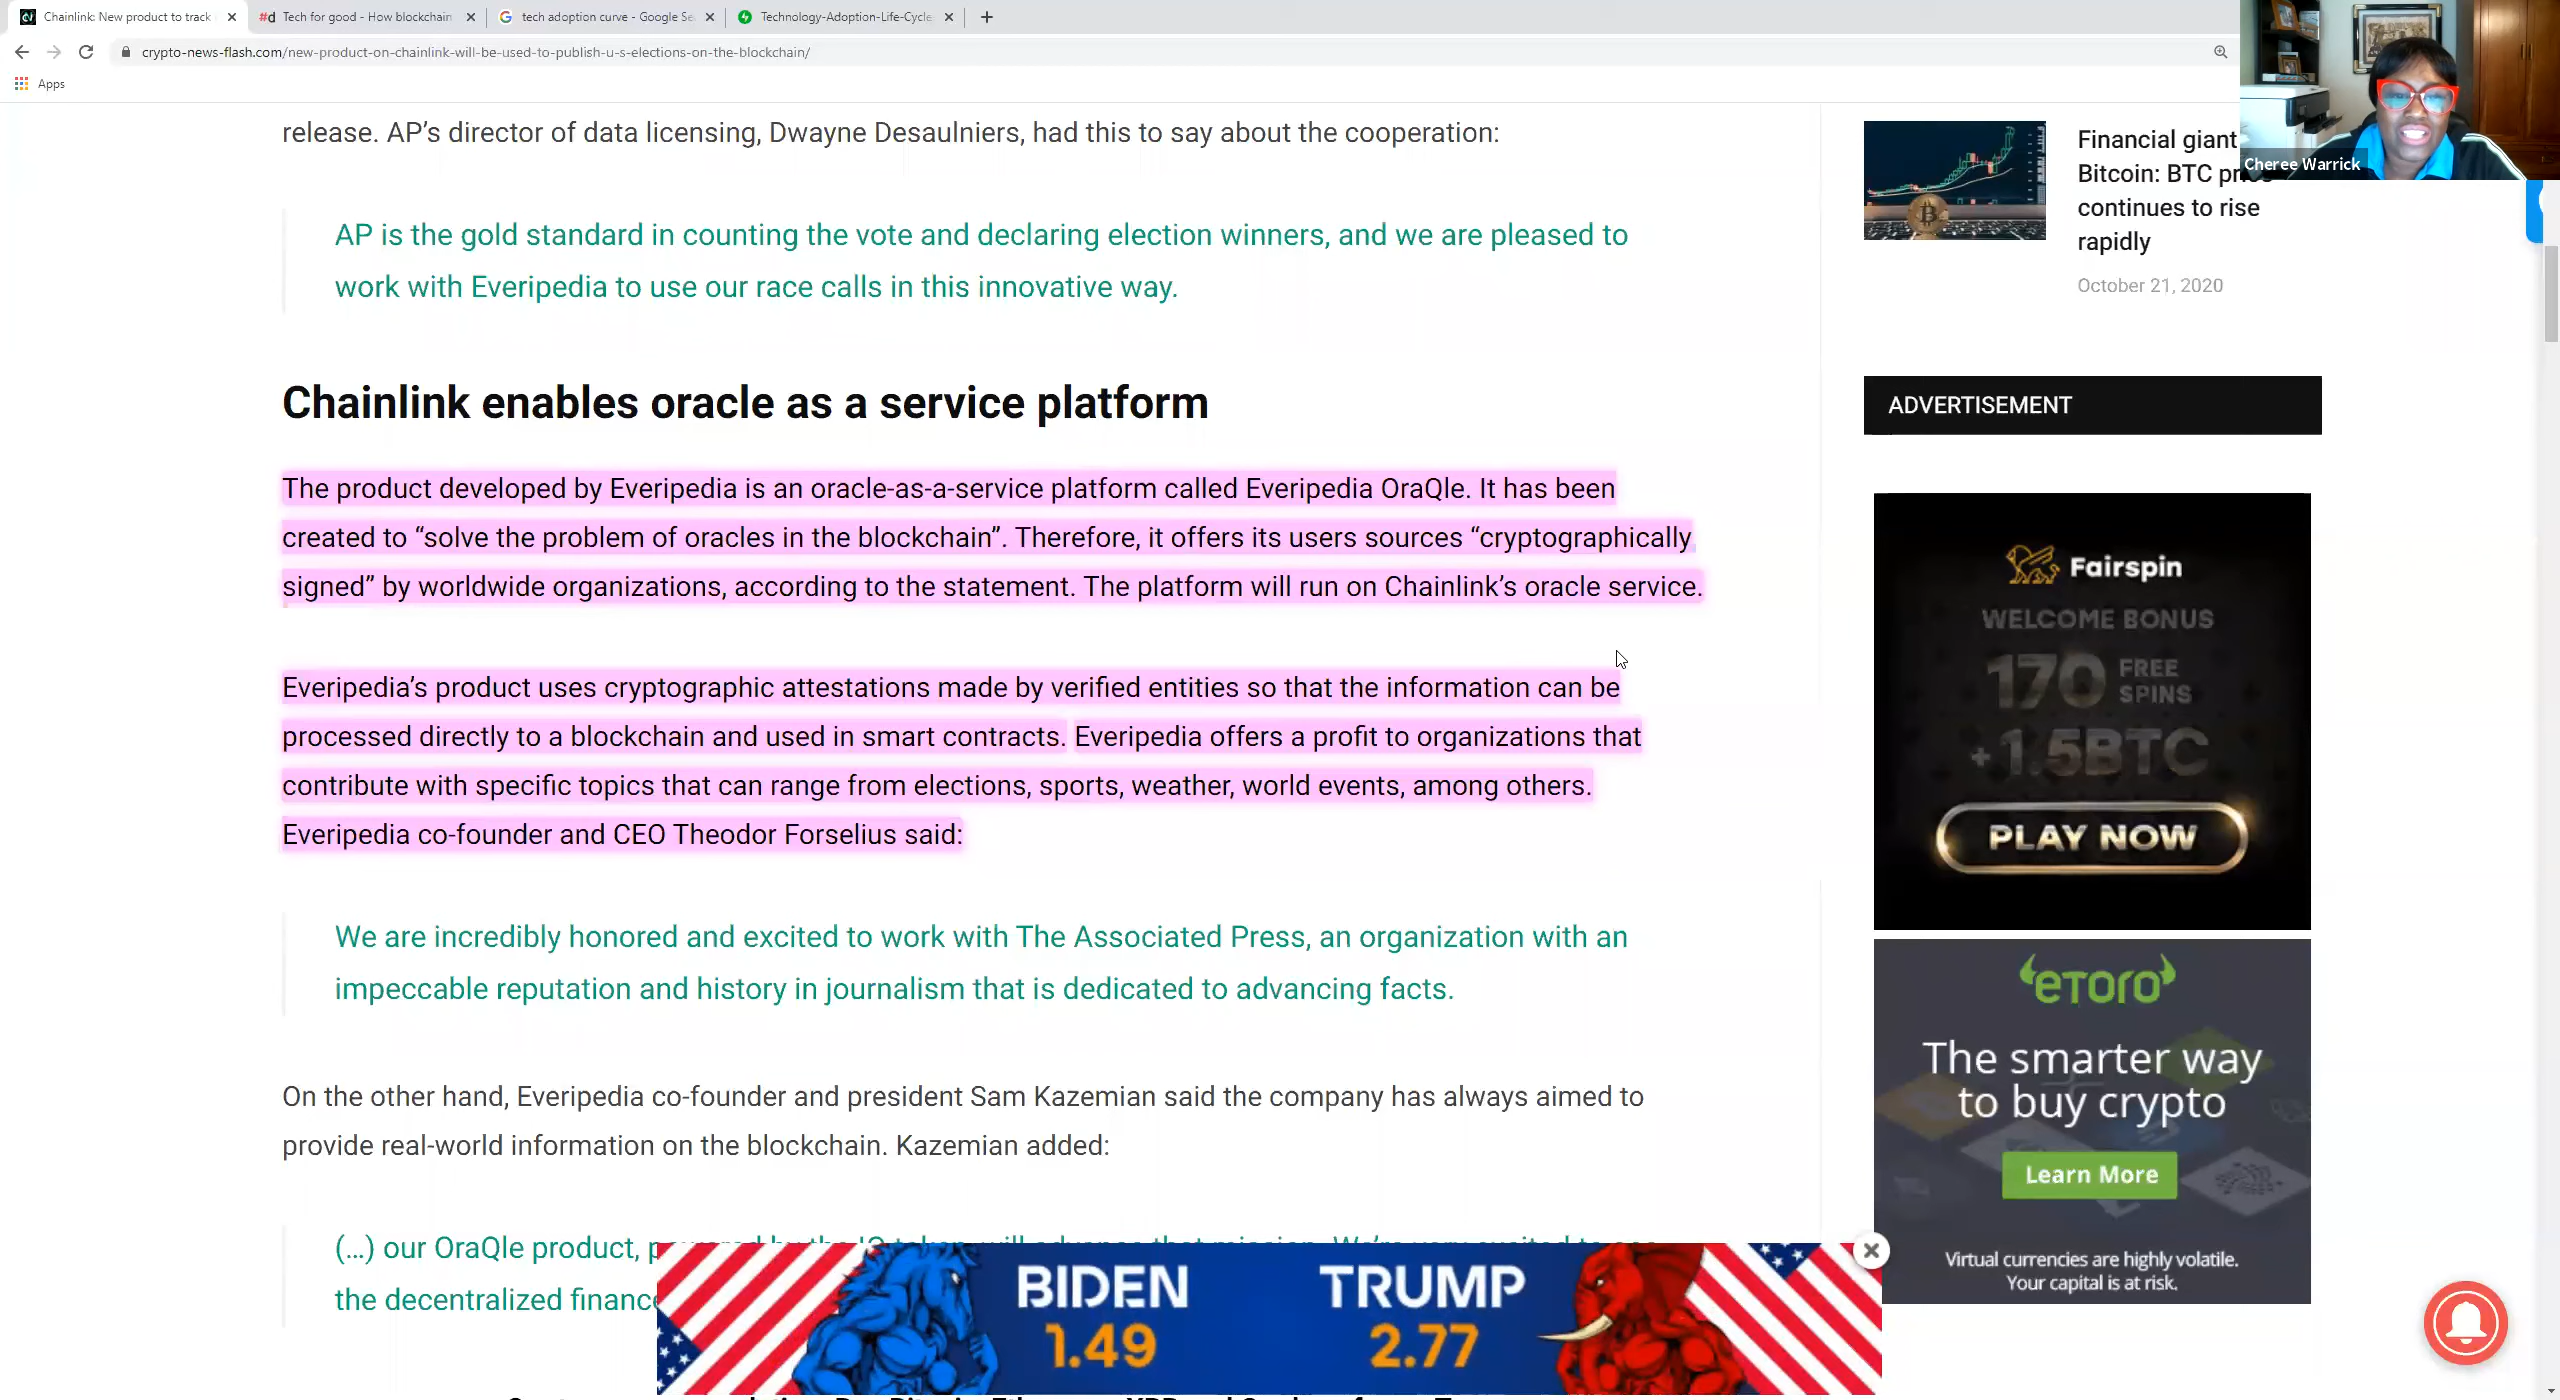 Chainlink: New product to track
#d Tech for good - How blockchain
tech adoption curve - Google Se
Technology-Adoption-Life-Cycle
crypto-news-flash.com/new-product-on-chainlink-will-be-used-to-publish-u-s-elections-on-the-blockchain/
Apps
Cheree Warrick
release. AP’s director of data licensing, Dwayne Desaulniers, had this to say about the cooperation:
AP is the gold standard in counting the vote and declaring election winners, and we are pleased to
work with Everipedia to use our race calls in this innovative way.
Chainlink enables oracle as a service platform
The product developed by Everipedia is an oracle-as-a-service platform called Everipedia OraQle. It has been
created to “solve the problem of oracles in the blockchain”. Therefore, it offers its users sources “cryptographically
signed” by worldwide organizations, according to the statement. The platform will run on Chainlink’s oracle service.
Everipedia’s product uses cryptographic attestations made by verified entities so that the information can be
processed directly to a blockchain and used in smart contracts. Everipedia offers a profit to organizations that
contribute with specific topics that can range from elections, sports, weather, world events, among others.
Everipedia co-founder and CEO Theodor Forselius said:
We are incredibly honored and excited to work with The Associated Press, an organization with an
impeccable reputation and history in journalism that is dedicated to advancing facts.
On the other hand, Everipedia co-founder and president Sam Kazemian said the company has always aimed to
provide real-world information on the blockchain. Kazemian added:
(...) our OraQle product,
the decentralized finance
BIDEN
1.49
TRUMP
2.77
Financial giant
Bitcoin: BTC
continues to rise
rapidly
October 21, 2020
ADVERTISEMENT
Fairspin
WELCOME BONUS
170 FREE
SPINS
+1.5BTC
PLAY NOW
eToro
The smarter way
to buy crypto
Learn More
Virtual currencies are highly volatile.
Your capital is at risk.